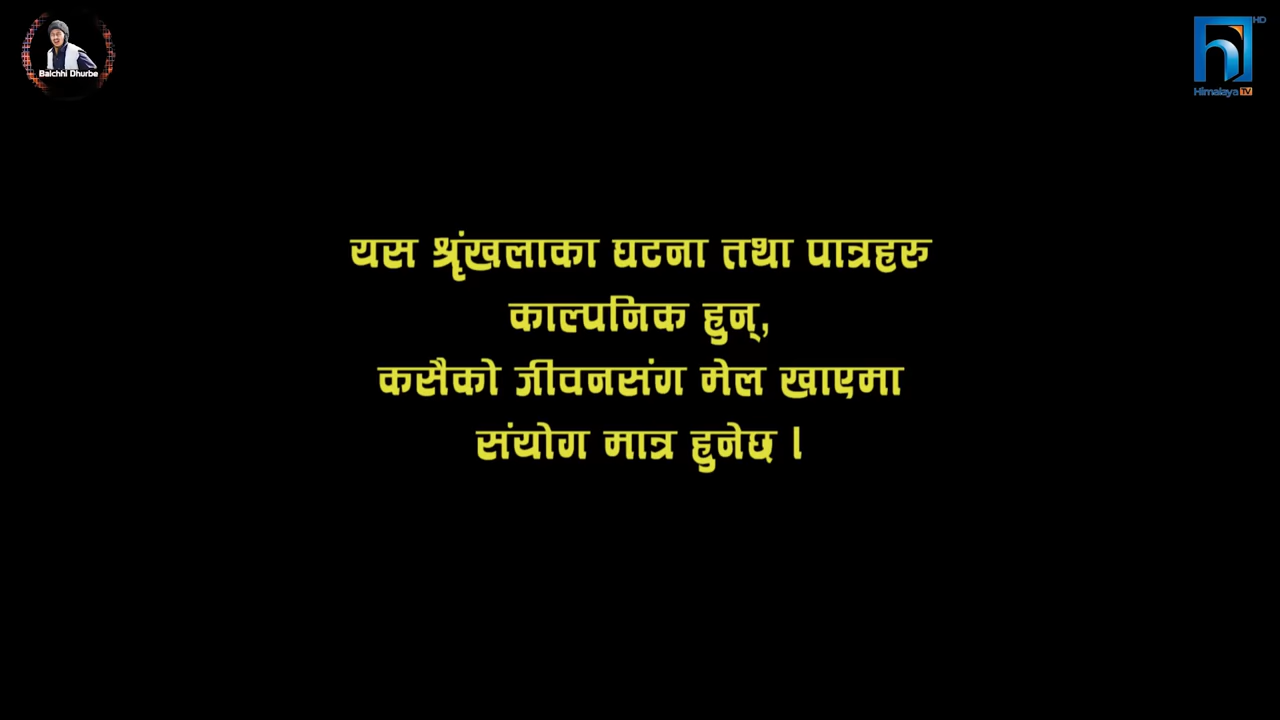 Baichhi Dhurbe
HD
Himalaya TV
यस श्रृंखलाका घटना तथा पात्रहरु
काल्पनिक हुन्,
कसैको जीवनसंग मेल खाएमा
संयोग मात्र हुनेछ ।